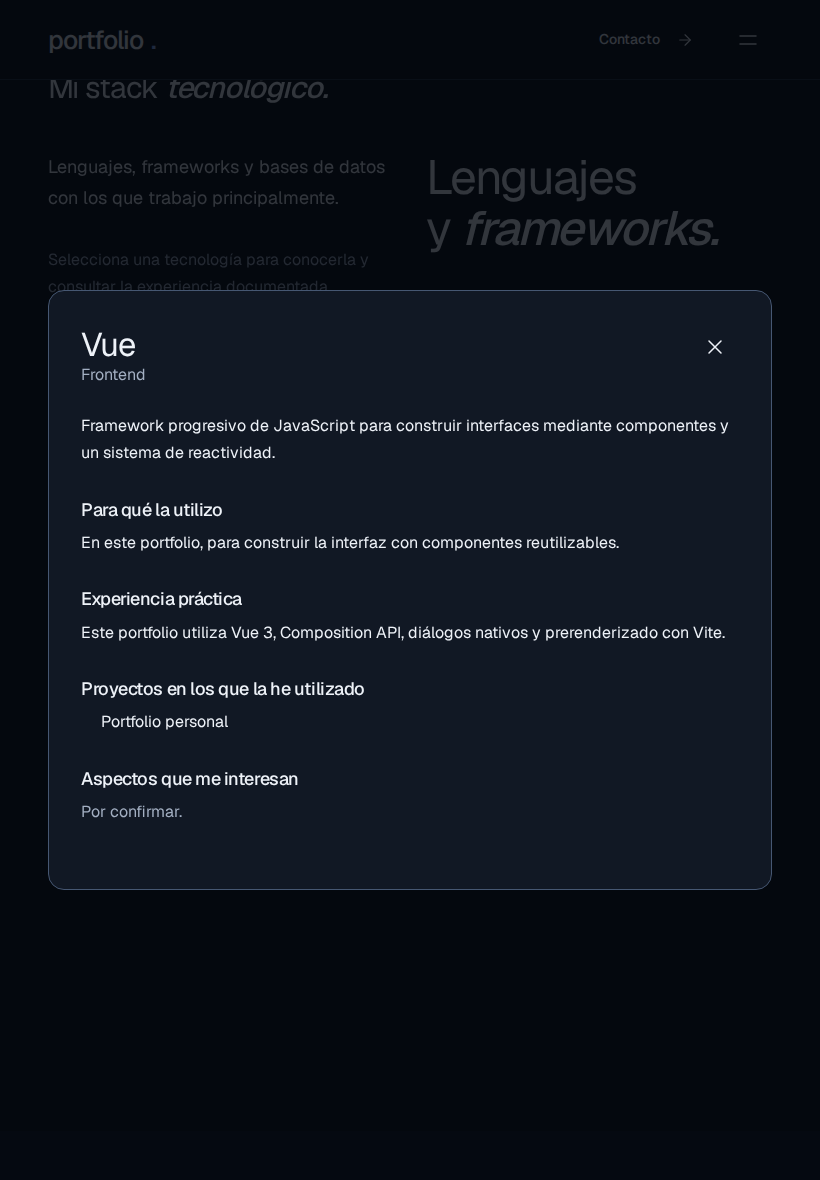 portfolio .
Contacto →
Mi stack tecnológico.
Lenguajes, frameworks y bases de datos
con los que trabajo principalmente.
Lenguajes
y frameworks.
Selecciona una tecnología para conocerla y
consultar la experiencia documentada.
Vue
Frontend
Framework progresivo de JavaScript para construir interfaces mediante componentes y
un sistema de reactividad.
Para qué la utilizo
En este portfolio, para construir la interfaz con componentes reutilizables.
Experiencia práctica
Este portfolio utiliza Vue 3, Composition API, diálogos nativos y prerenderizado con Vite.
Proyectos en los que la he utilizado
Portfolio personal
Aspectos que me interesan
Por confirmar.